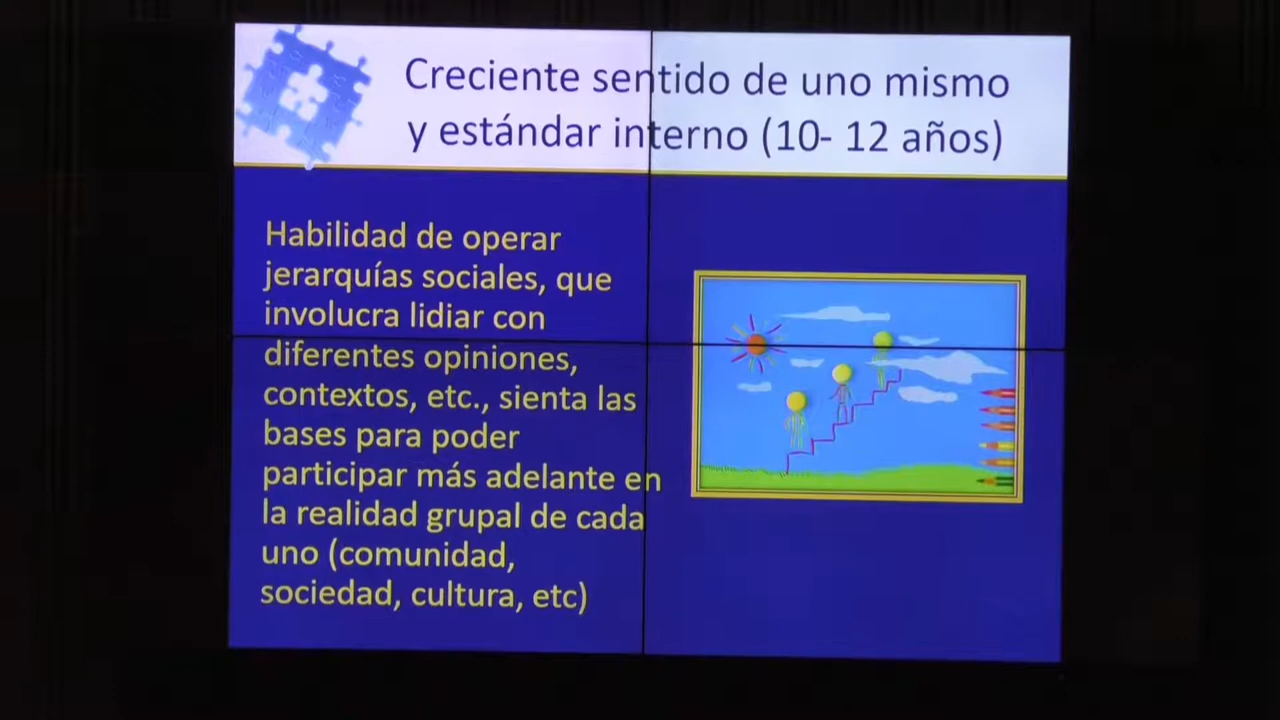 Creciente sentido de uno mismo
y estándar interno (10- 12 años)
Habilidad de operar
jerarquías sociales, que
involucra lidiar con
diferentes opiniones,
contextos, etc., sienta las
bases para poder
participar más adelante en
la realidad grupal de cada
uno (comunidad,
sociedad, cultura, etc)